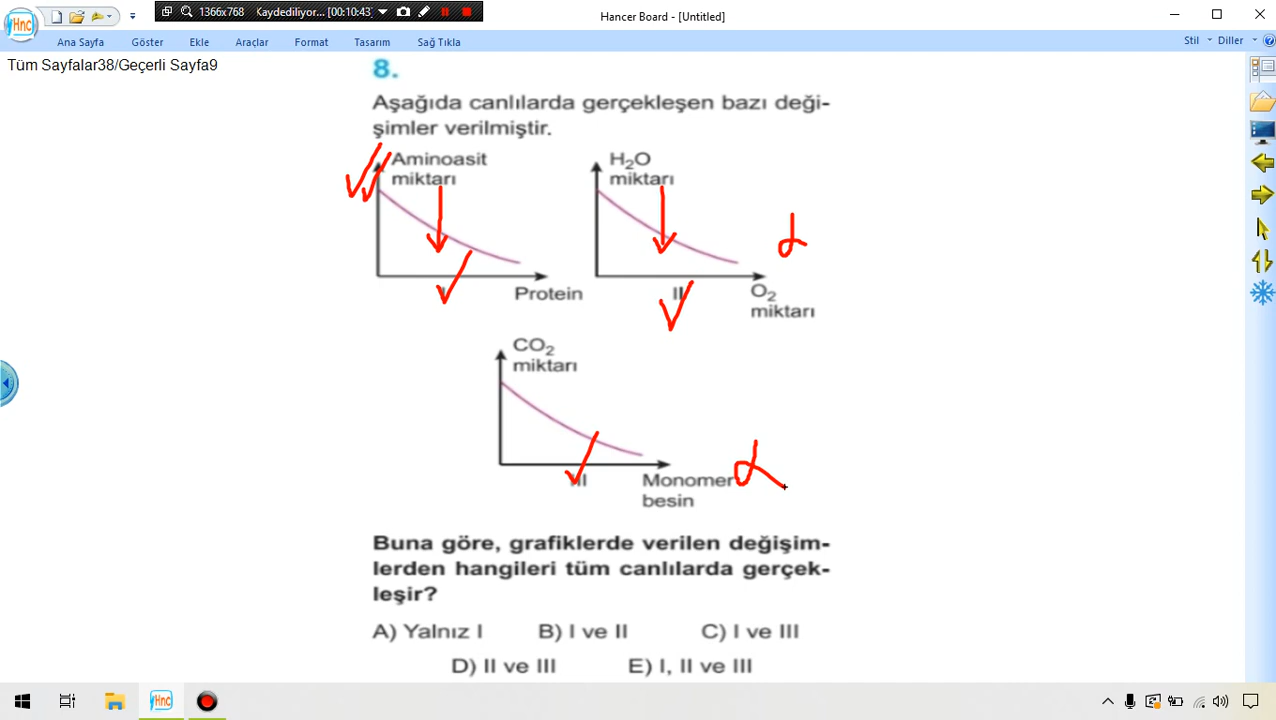 Hnc
1366x768 Kaydediliyor... [00:10:43]
Hancer Board - [Untitled]
Ana Sayfa Göster Ekle Araçlar Format Tasarım Sağ Tıkla Stil Diller
Tüm Sayfalar38/Geçerli Sayfa9
8.
Aşağıda canlılarda gerçekleşen bazı deği-
şimler verilmiştir.
Aminoasit
miktarı
Protein
H₂O
miktarı
II
O₂
miktarı
CO₂
miktarı
III
Monomer
besin
Buna göre, grafiklerde verilen değişim-
lerden hangileri tüm canlılarda gerçek-
leşir?
A) Yalnız I B) I ve II C) I ve III
D) II ve III E) I, II ve III
Hnc